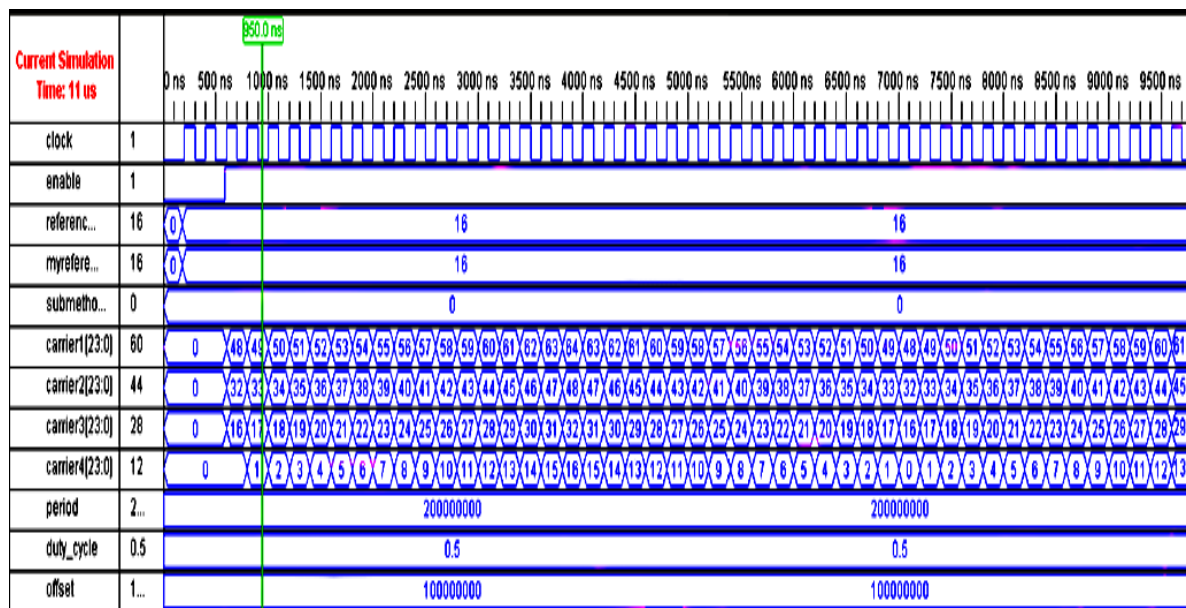 950.0 ns
Current Simulation
Time: 11 us
0 ns 500 ns 1000 ns 1500 ns 2000 ns 2500 ns 3000 ns 3500 ns 4000 ns 4500 ns 5000 ns 5500ns 6000 ns 6500 ns 7000 ns 7500 ns 8000 ns 8500 ns 9000 ns 9500 ns
clock 1
enable 1
referenc... 16 0 16 16
myrefere... 16 0 16 16
submetho... 0 0 0
carrier1[23:0] 60 0 48 49 50 51 52 53 54 55 56 57 58 59 60 61 62 63 64 63 62 61 60 59 58 57 56 55 54 53 52 51 50 49 48 49 50 51 52 53 54 55 56 57 58 59 60 61
carrier2[23:0] 44 0 32 33 34 35 36 37 38 39 40 41 42 43 44 45 46 47 48 47 46 45 44 43 42 41 40 39 38 37 36 35 34 33 32 33 34 35 36 37 38 39 40 41 42 43 44 45
carrier3[23:0] 28 0 16 17 18 19 20 21 22 23 24 25 26 27 28 29 30 31 32 31 30 29 28 27 26 25 24 23 22 21 20 19 18 17 16 17 18 19 20 21 22 23 24 25 26 27 28 29
carrier4[23:0] 12 0 1 2 3 4 5 6 7 8 9 10 11 12 13 14 15 16 15 14 13 12 11 10 9 8 7 6 5 4 3 2 1 0 1 2 3 4 5 6 7 8 9 10 11 12 13
period 2... 200000000 200000000
duty_cycle 0.5 0.5 0.5
offset 1... 100000000 100000000